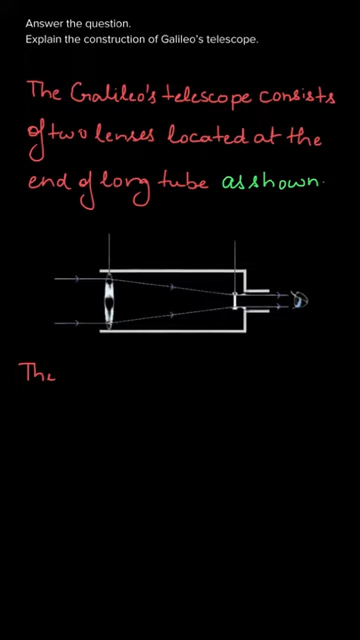 Answer the question.
Explain the construction of Galileo's telescope.
The Galileo's telescope consists
of two lenses located at the
end of long tube as shown.
The